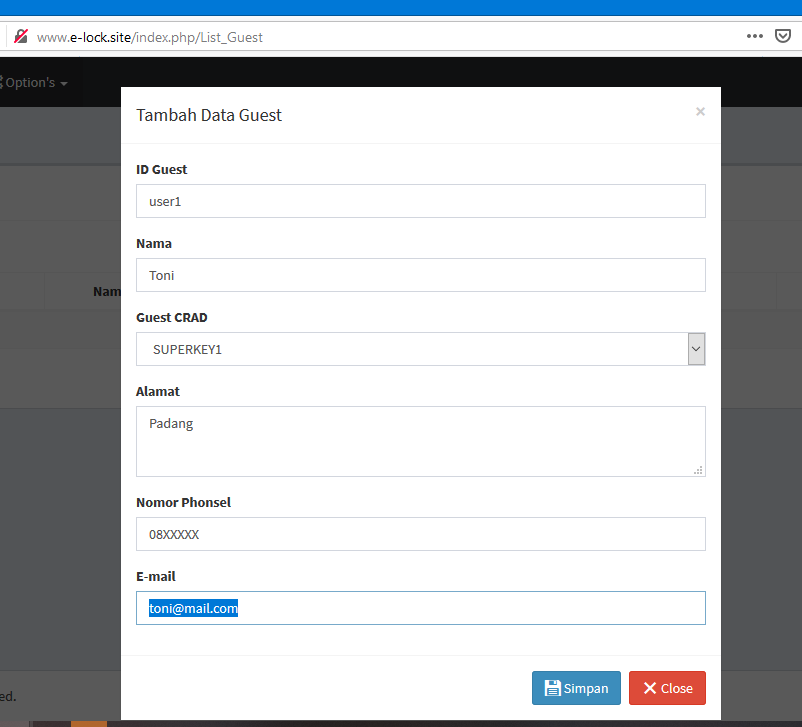 www.e-lock.site/index.php/List_Guest
Option's
Tambah Data Guest
×
ID Guest
user1
Nama
Toni
Nam
Guest CRAD
SUPERKEY1
Alamat
Padang
Nomor Phonsel
08XXXXX
E-mail
toni@mail.com
Simpan
Close
ed.